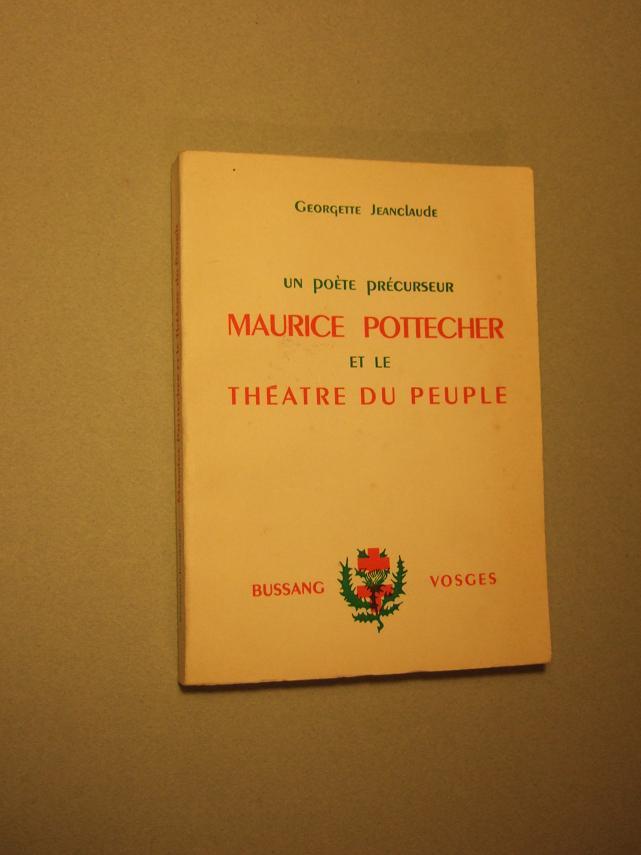 Georgette Jeanclaude
UN POÈTE PRÉCURSEUR
MAURICE POTTECHER
ET LE
THÉATRE DU PEUPLE
BUSSANG VOSGES